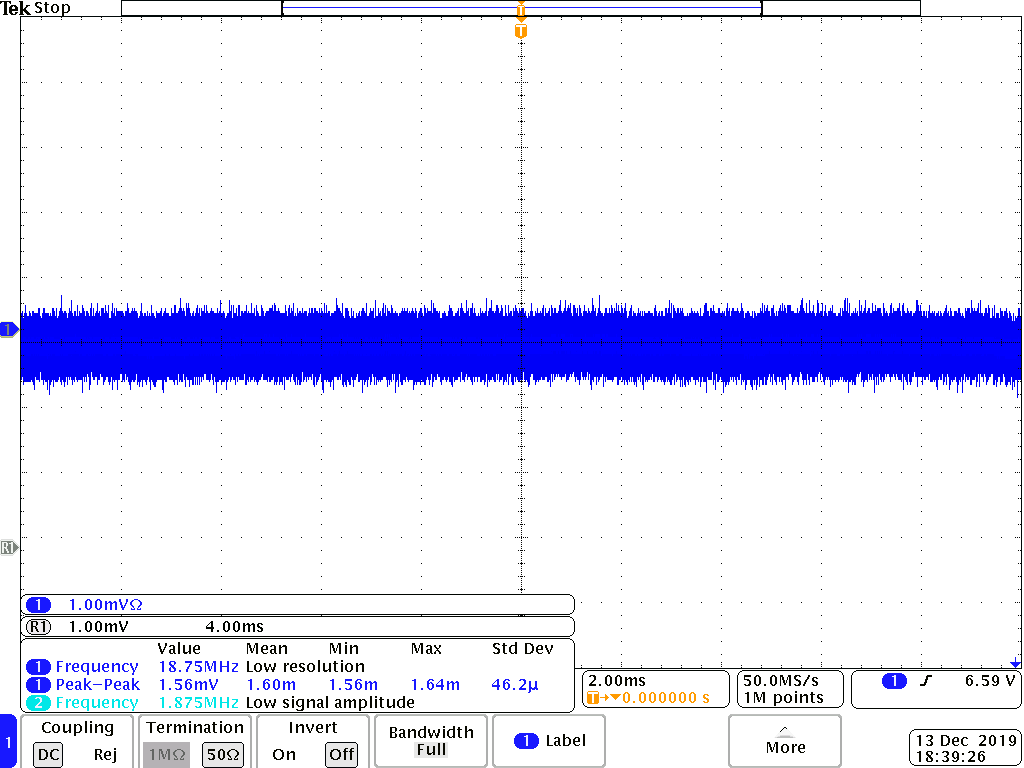 Tek Stop
T
T
1
R1
1 1.00mVΩ
R1 1.00mV 4.00ms
Value Mean Min Max Std Dev
1 Frequency 18.75MHz Low resolution
1 Peak–Peak 1.56mV 1.60m 1.56m 1.64m 46.2µ
2 Frequency 1.875MHz Low signal amplitude
2.00ms
T→▼0.000000 s
50.0MS/s
1M points
1 ƒ 6.59 V
1
Coupling
DC Rej
Termination
1MΩ 50Ω
Invert
On Off
Bandwidth
Full
1 Label
More
13 Dec 2019
18:39:26